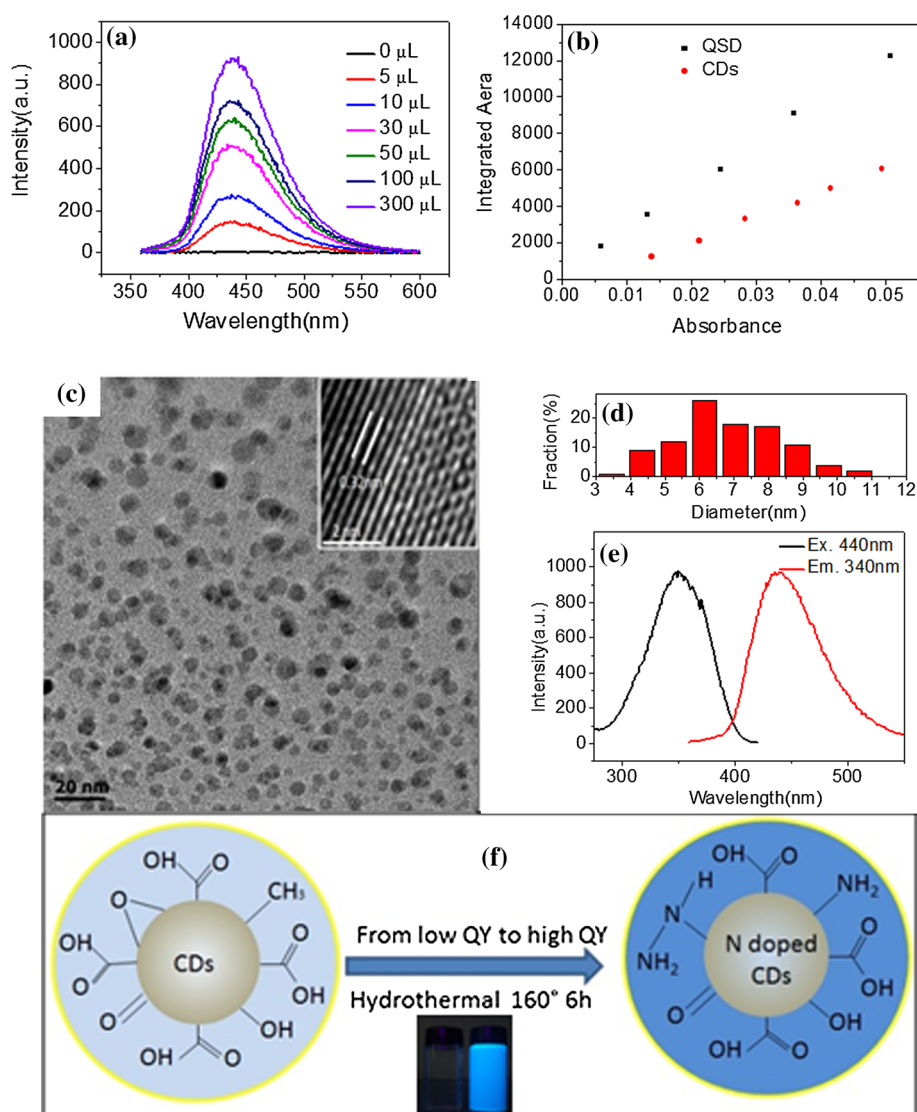 (a)
1000
800
600
400
200
0
Intensity(a.u.)
0 μL
5 μL
10 μL
30 μL
50 μL
100 μL
300 μL
350 400 450 500 550 600
Wavelength(nm)
(b)
14000
12000
10000
8000
6000
4000
2000
0
Integrated Aera
QSD
CDs
0.00 0.01 0.02 0.03 0.04 0.05
Absorbance
(c)
0.32nm
2 nm
20 nm
(d)
20
10
0
Fraction(%)
3 4 5 6 7 8 9 10 11 12
Diameter(nm)
(e)
1000
800
600
400
200
0
Intensity(a.u.)
Ex. 440nm
Em. 340nm
300 400 500
Wavelength(nm)
(f)
OH O
O CH3
OH O
O OH
CDs
O OH
OH O
From low QY to high QY
Hydrothermal 160° 6h
OH O
H NH2
N O
NH2 OH
N doped
CDs
O OH
OH O